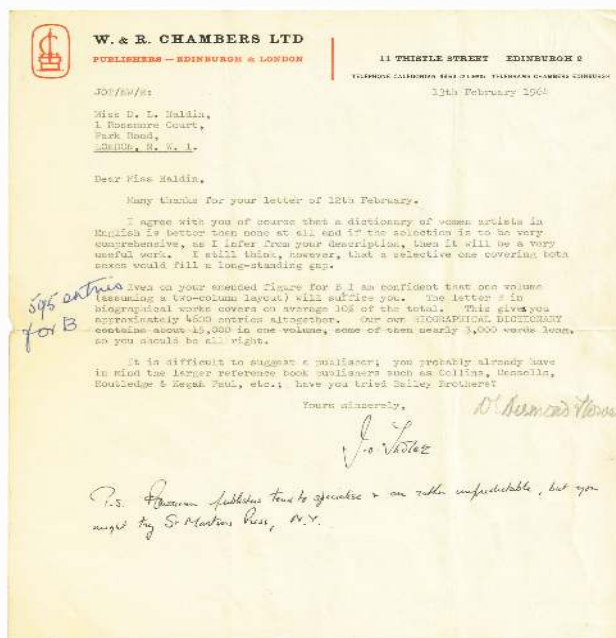 W. & R. CHAMBERS LTD
PUBLISHERS — EDINBURGH & LONDON
11 THISTLE STREET EDINBURGH 2
13th February 196
Miss D. L. Haldin,
1 Rossmore Court,
Park Road,
LONDON, N. W. 1.
Dear Miss Haldin,
Many thanks for your letter of 12th February.
I agree with you of course that a dictionary of women artists in
English is better than none at all and if the selection is to be very
comprehensive, as I infer from your description, then it will be a very
useful work. I still think, however, that a selective one covering both
sexes would fill a long-standing gap.
595 entries
for B
Even on your amended figure for B I am confident that one volume
(assuming a two-column layout) will suffice you. The letter B in
biographical works covers on average 10% of the total. This gives you
approximately 4600 entries altogether. Our own BIOGRAPHICAL DICTIONARY
contains about 15,000 in one volume, some of them nearly 3,000 words long,
so you should be all right.
It is difficult to suggest a publisher; you probably already have
in mind the larger reference book publishers such as Collins, Cassells,
Routledge & Kegan Paul, etc.; have you tried Bailey Brothers?
Yours sincerely,
Dr Desmond
P.S. American publishers tend to specialise & are rather unpredictable, but you
might try St Martins Press, N.Y.